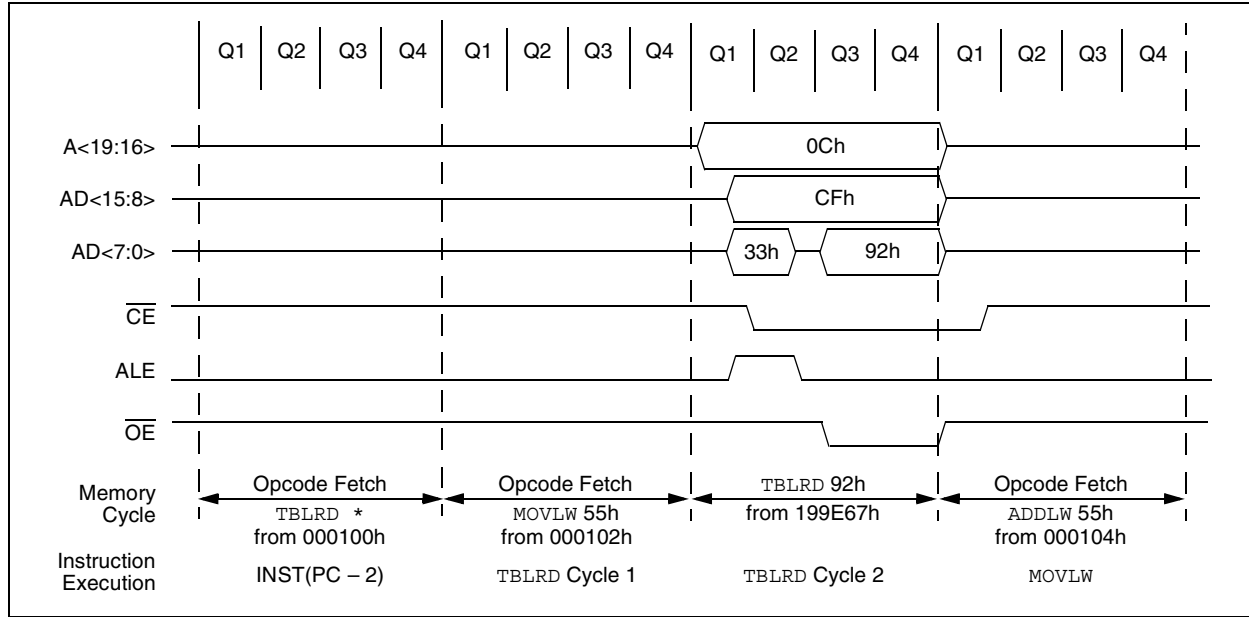 Q1 Q2 Q3 Q4 Q1 Q2 Q3 Q4 Q1 Q2 Q3 Q4 Q1 Q2 Q3 Q4
A<19:16> 0Ch
AD<15:8> CFh
AD<7:0> 33h 92h
CE
ALE
OE
Memory Opcode Fetch Opcode Fetch TBLRD 92h Opcode Fetch
Cycle TBLRD * MOVLW 55h from 199E67h ADDLW 55h
from 000100h from 000102h from 000104h
Instruction
Execution INST(PC – 2) TBLRD Cycle 1 TBLRD Cycle 2 MOVLW